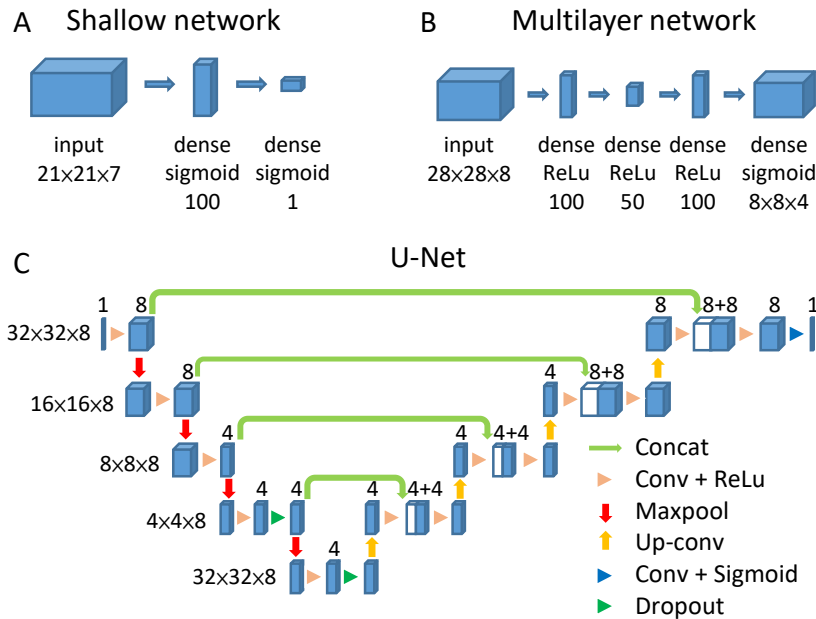 A
Shallow network
input
21×21×7
dense
sigmoid
100
dense
sigmoid
1
B
Multilayer network
input
28×28×8
dense
ReLu
100
dense
ReLu
50
dense
ReLu
100
dense
sigmoid
8×8×4
C
U-Net
1
8
8
8+8
8
1
32×32×8
8
4
8+8
16×16×8
4
4
4+4
8×8×8
4
4
4
4+4
4×4×8
4
32×32×8
Concat
Conv + ReLu
Maxpool
Up-conv
Conv + Sigmoid
Dropout